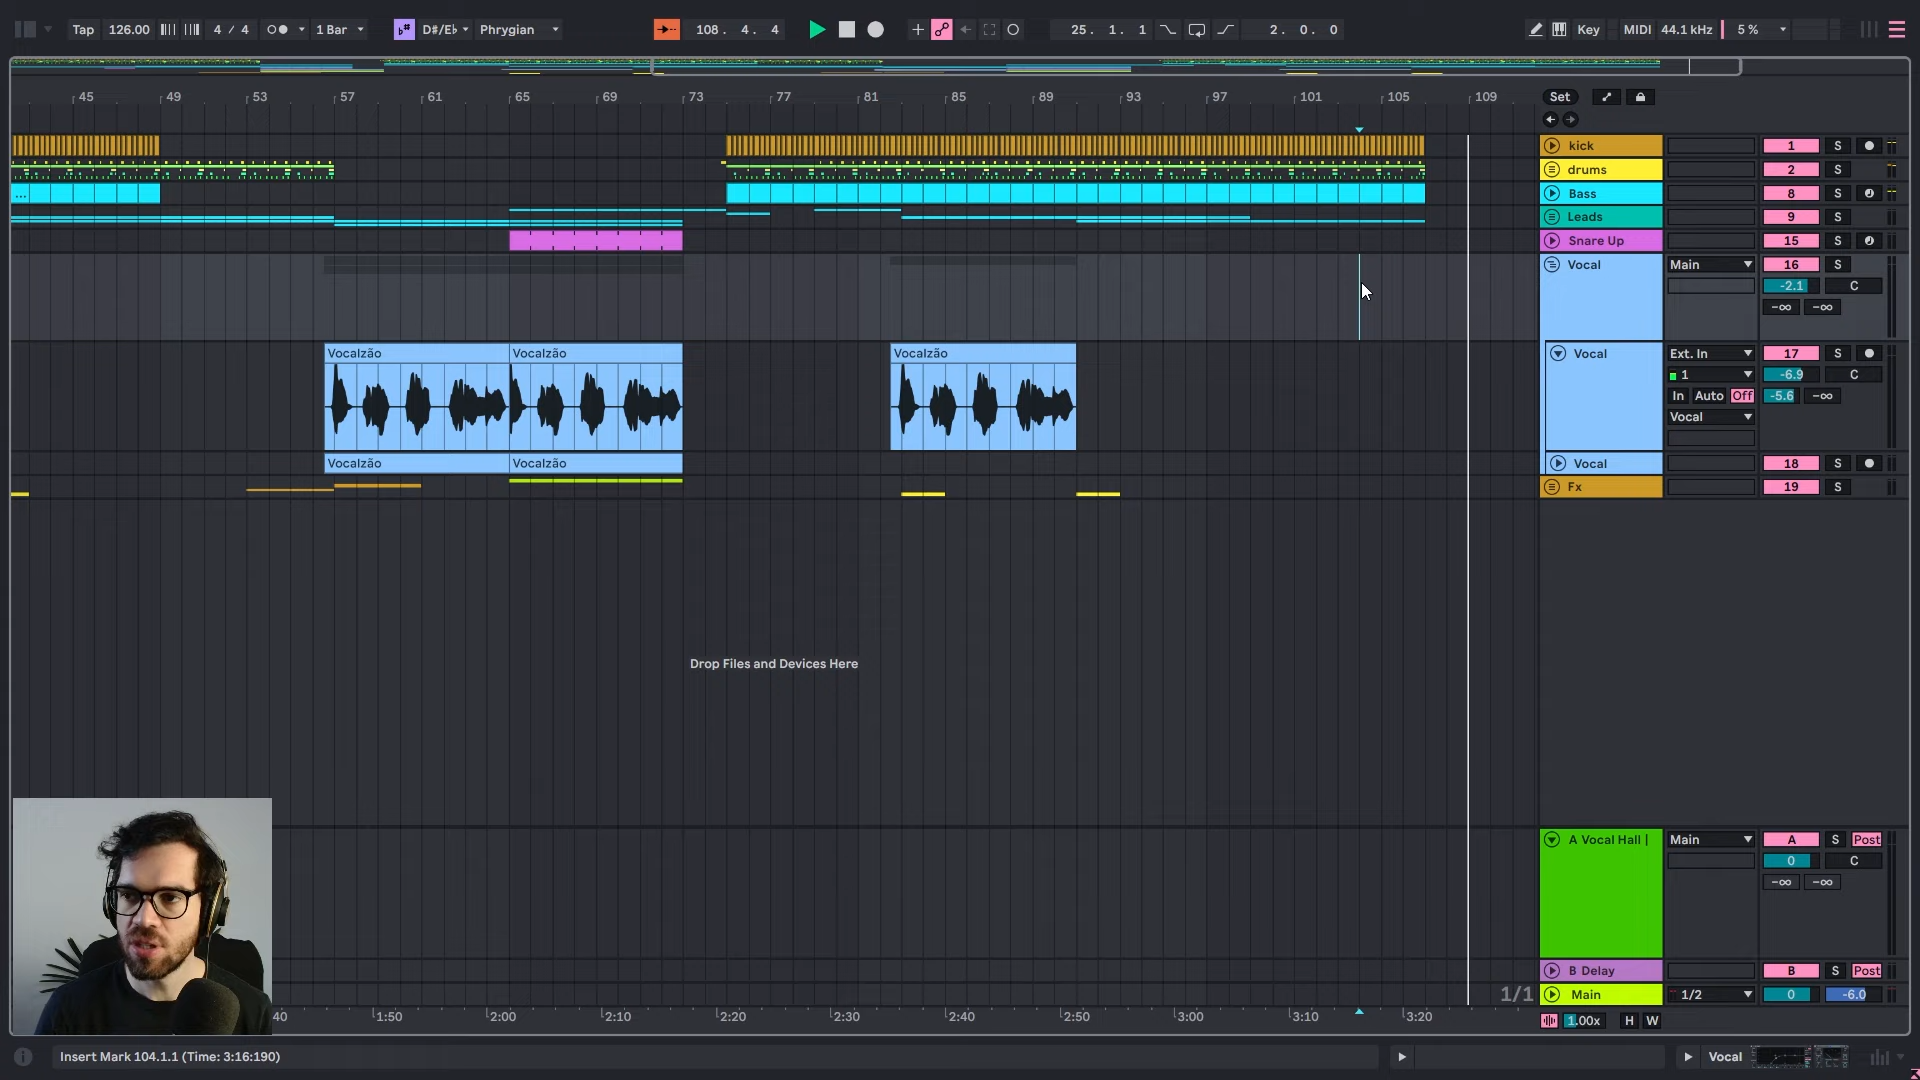 Tap 126.00 4 / 4 1 Bar D#/E♭ Phrygian 108. 4. 4 25. 1. 1 2. 0. 0 Key MIDI 44.1 kHz 5 %
45 49 53 57 61 65 69 73 77 81 85 89 93 97 101 105 109 Set
kick 1 S
drums 2 S
... Bass 8 S
Leads 9 S
Snare Up 15 S
Vocal Main 16 S
-2.1 C
-∞ -∞
Vocalzão Vocalzão Vocalzão Vocal Ext. In 17 S
1 -6.9 C
In Auto Off -5.6 -∞
Vocal
Vocalzão Vocalzão Vocal 18 S
Fx 19 S
Drop Files and Devices Here
A Vocal Hall | Main A S Post
0 C
-∞ -∞
B Delay B S Post
1/1 Main 1/2 0 -6.0
40 1:50 2:00 2:10 2:20 2:30 2:40 2:50 3:00 3:10 3:20 1.00x H W
Insert Mark 104.1.1 (Time: 3:16:190) Vocal